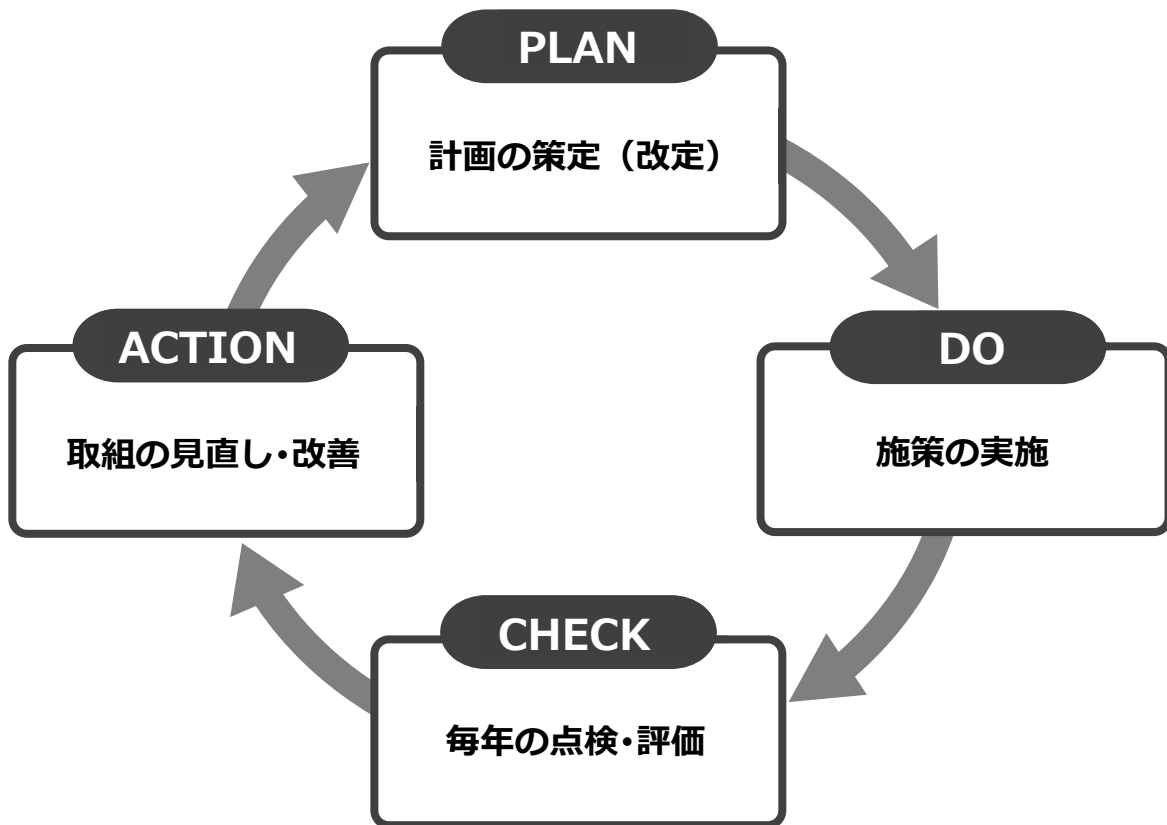 PLAN
計画の策定（改定）
DO
施策の実施
CHECK
毎年の点検・評価
ACTION
取組の見直し・改善